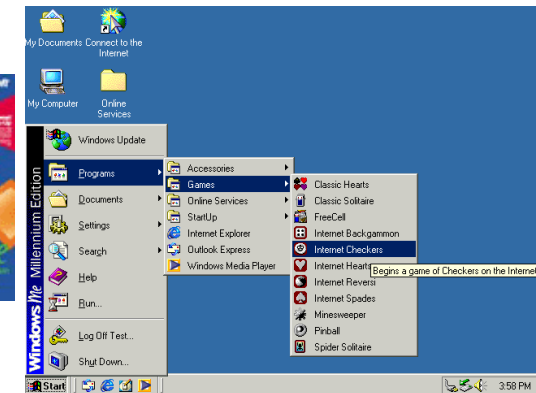 My Documents
Connect to the
Internet
My Computer
Online
Services
Windows Update
Programs
Documents
Settings
Search
Help
Run...
Log Off Test...
Shut Down...
Windows Me Millennium Edition
Accessories
Games
Online Services
StartUp
Internet Explorer
Outlook Express
Windows Media Player
Classic Hearts
Classic Solitaire
FreeCell
Internet Backgammon
Internet Checkers
Internet Hearts
Internet Reversi
Internet Spades
Minesweeper
Pinball
Spider Solitaire
Begins a game of Checkers on the Internet
Start
3:58 PM